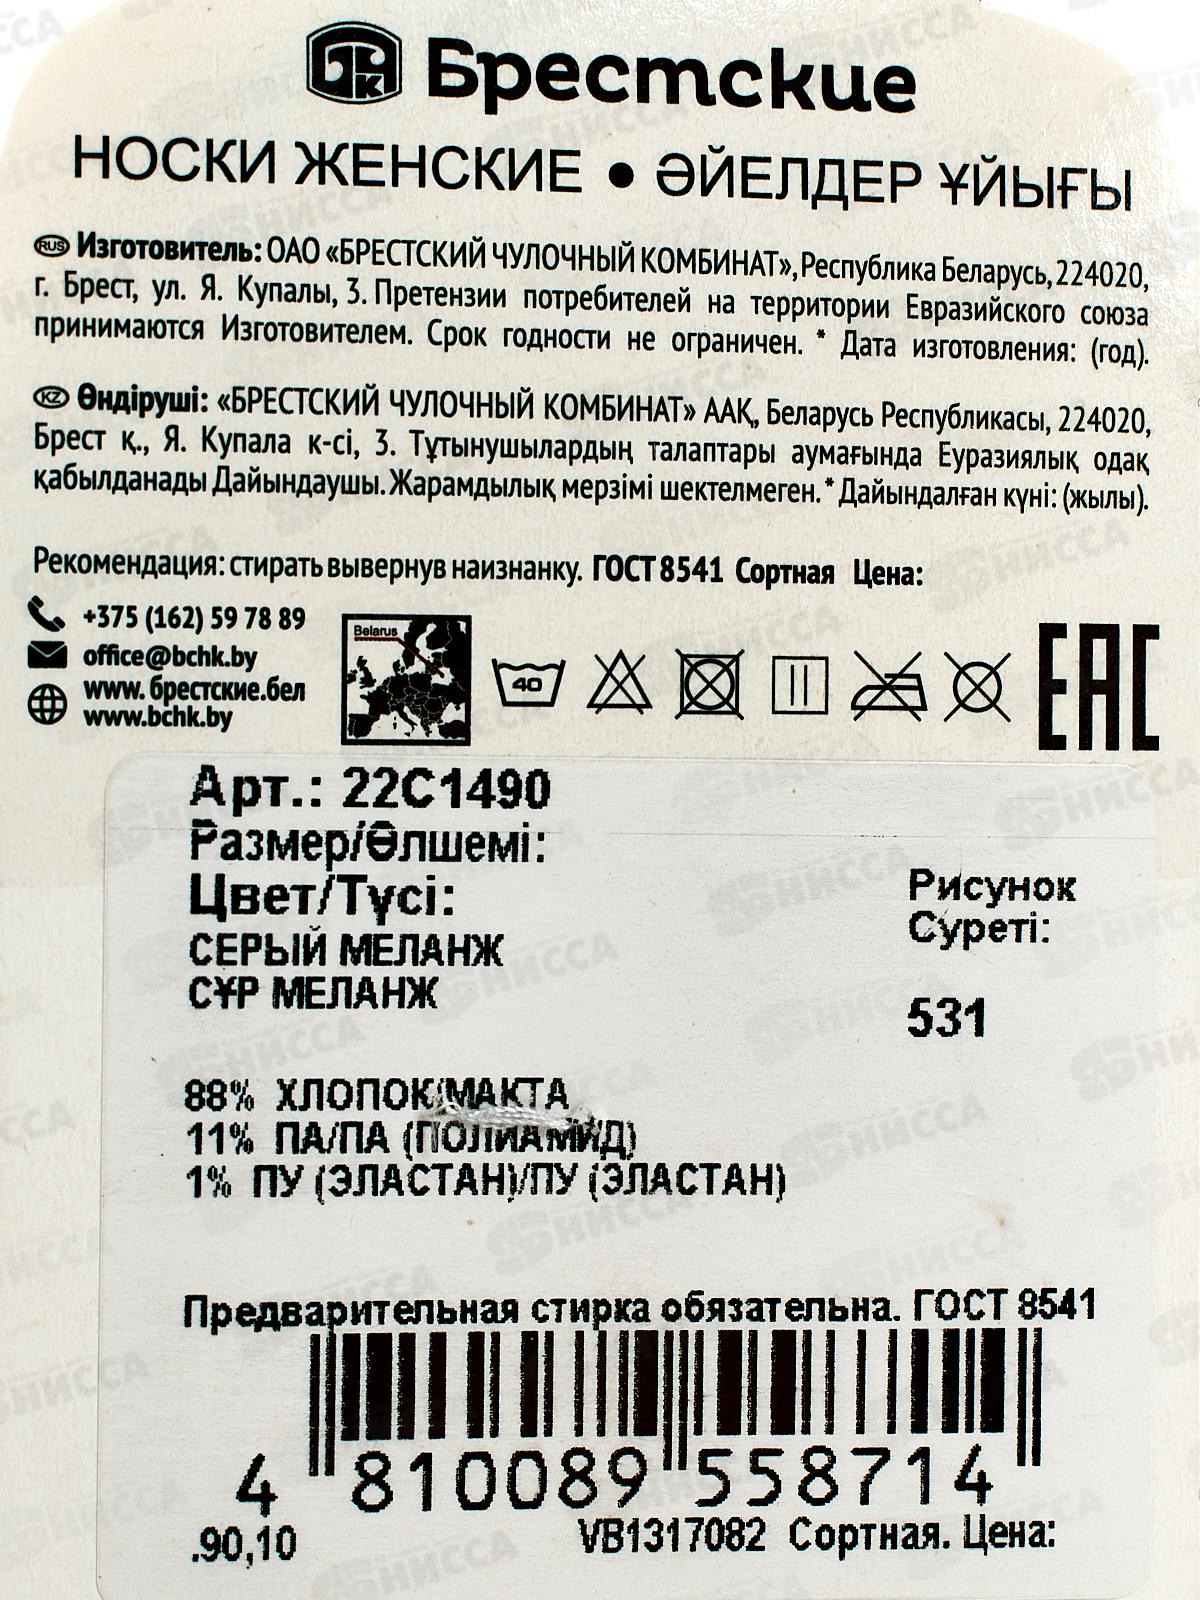 Брестские
НОСКИ ЖЕНСКИЕ • ӘЙЕЛДЕР ҰЙЫҒЫ
RUS Изготовитель: ОАО «БРЕСТСКИЙ ЧУЛОЧНЫЙ КОМБИНАТ», Республика Беларусь, 224020,
г. Брест, ул. Я. Купалы, 3. Претензии потребителей на территории Евразийского союза
принимаются Изготовителем. Срок годности не ограничен. * Дата изготовления: (год).
KZ Өндіруші: «БРЕСТСКИЙ ЧУЛОЧНЫЙ КОМБИНАТ» ААҚ, Беларусь Республикасы, 224020,
Брест қ., Я. Купала к-сі, 3. Тұтынушылардың талаптары аумағында Еуразиялық одақ
қабылданады Дайындаушы. Жарамдылық мерзімі шектелмеген. * Дайындалған күні: (жылы).
Рекомендация: стирать вывернув наизнанку. ГОСТ 8541 Сортная Цена:
+375 (162) 59 78 89
office@bchk.by
www.брестские.бел
www.bchk.by
Belarus
40
EAC
Арт.: 22С1490
Размер/Өлшемі:
Цвет/Түсі:
СЕРЫЙ МЕЛАНЖ
СҰР МЕЛАНЖ
Рисунок
Суреті:
531
88% ХЛОПОК/МАКТА
11% ПА/ПА (ПОЛИАМИД)
1% ПУ (ЭЛАСТАН)/ПУ (ЭЛАСТАН)
Предварительная стирка обязательна. ГОСТ 8541
4 810089 558714
.90,10
VB1317082 Сортная. Цена: